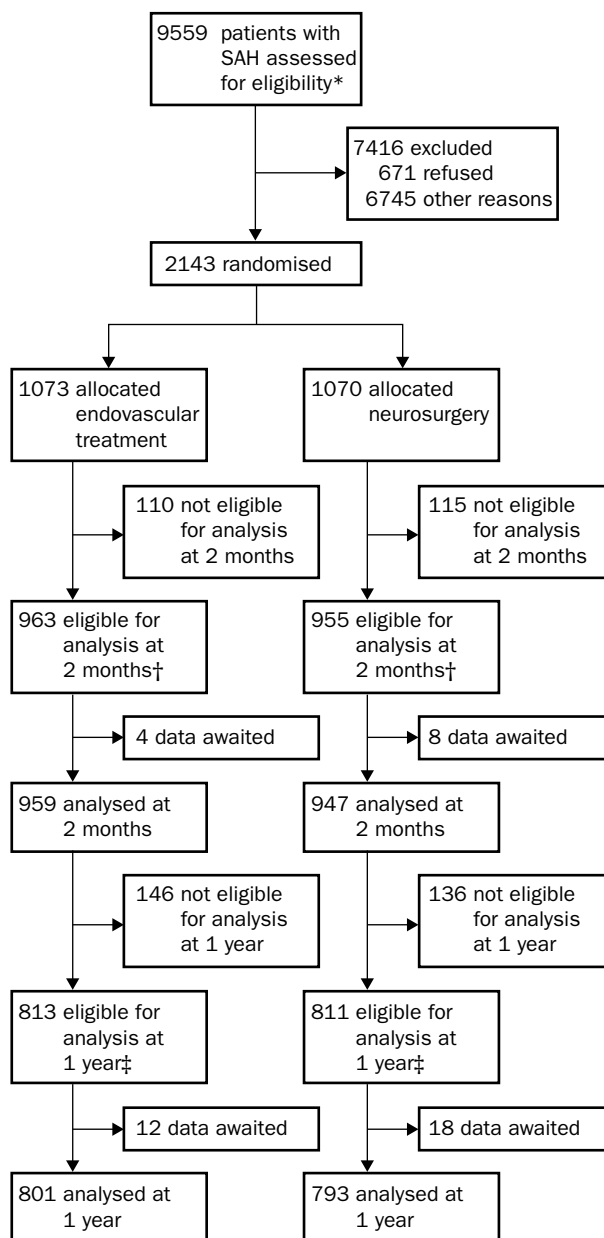 9559 patients with
SAH assessed
for eligibility*
7416 excluded
671 refused
6745 other reasons
2143 randomised
1073 allocated
endovascular
treatment
1070 allocated
neurosurgery
110 not eligible
for analysis
at 2 months
115 not eligible
for analysis
at 2 months
963 eligible for
analysis at
2 months†
955 eligible for
analysis at
2 months†
4 data awaited
8 data awaited
959 analysed at
2 months
947 analysed at
2 months
146 not eligible
for analysis
at 1 year
136 not eligible
for analysis
at 1 year
813 eligible for
analysis at
1 year‡
811 eligible for
analysis at
1 year‡
12 data awaited
18 data awaited
801 analysed at
1 year
793 analysed at
1 year